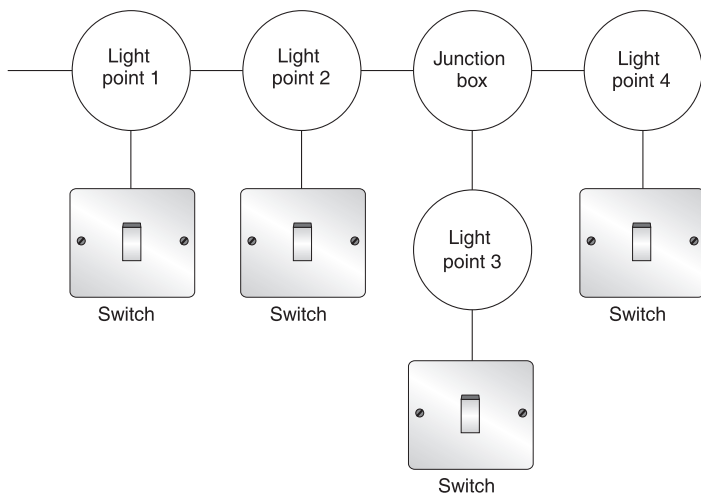 Light
point 1
Light
point 2
Junction
box
Light
point 4
Light
point 3
Switch
Switch
Switch
Switch